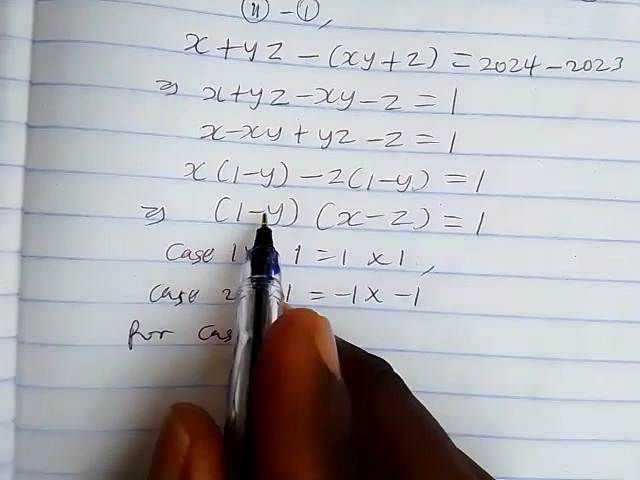 (ii) - (i),
x + yz - (xy + z) = 2024 - 2023
⇒ x + yz - xy - z = 1
x - xy + yz - z = 1
x(1-y) - z(1-y) = 1
⇒ (1-y) (x-z) = 1
Case 1 1 = 1 x 1,
Case 2 1 = -1 x -1
For Cas